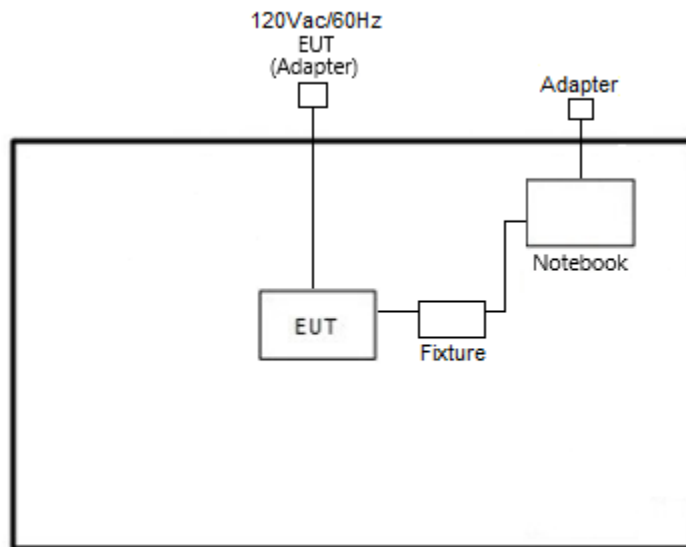 120Vac/60Hz
EUT
(Adapter)
Adapter
Notebook
EUT
Fixture